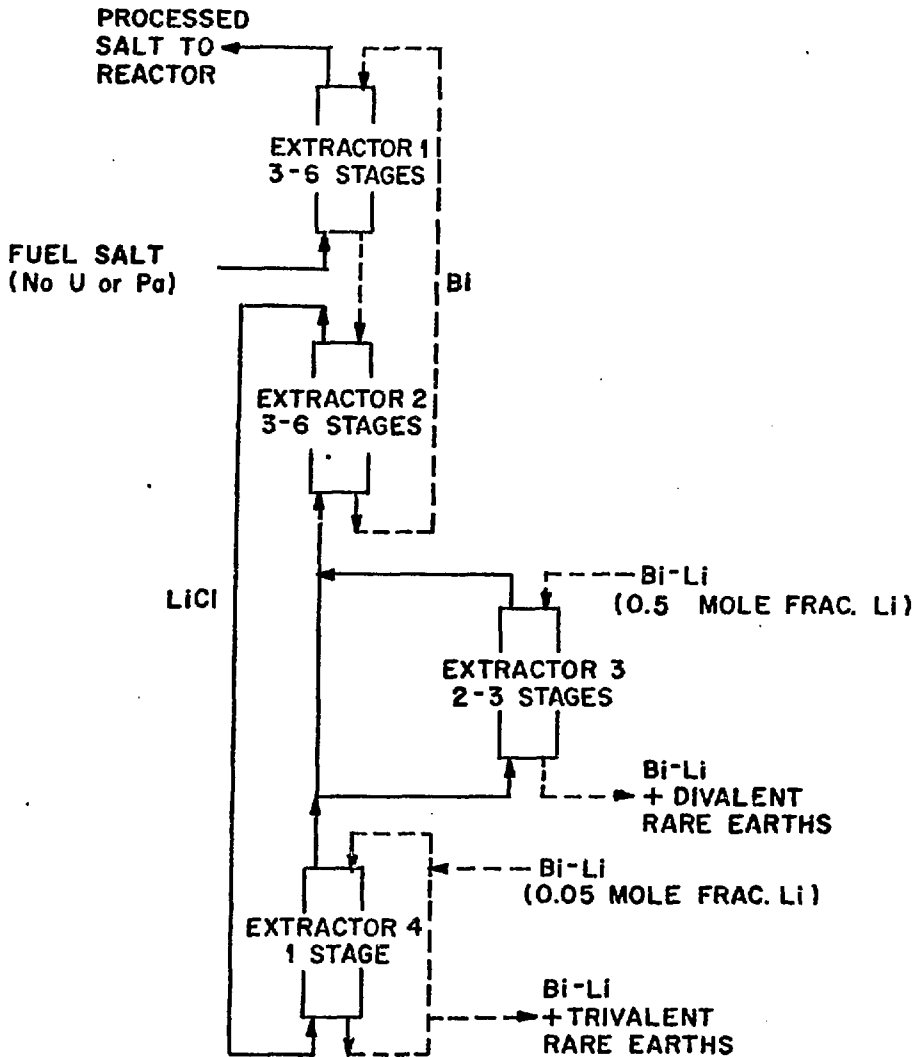 PROCESSED
SALT TO
REACTOR
EXTRACTOR 1
3-6 STAGES
FUEL SALT
(No U or Pa)
Bi
EXTRACTOR 2
3-6 STAGES
LiCl
Bi-Li
(0.5 MOLE FRAC. Li)
EXTRACTOR 3
2-3 STAGES
Bi-Li
+ DIVALENT
RARE EARTHS
Bi-Li
(0.05 MOLE FRAC. Li)
EXTRACTOR 4
1 STAGE
Bi-Li
+ TRIVALENT
RARE EARTHS